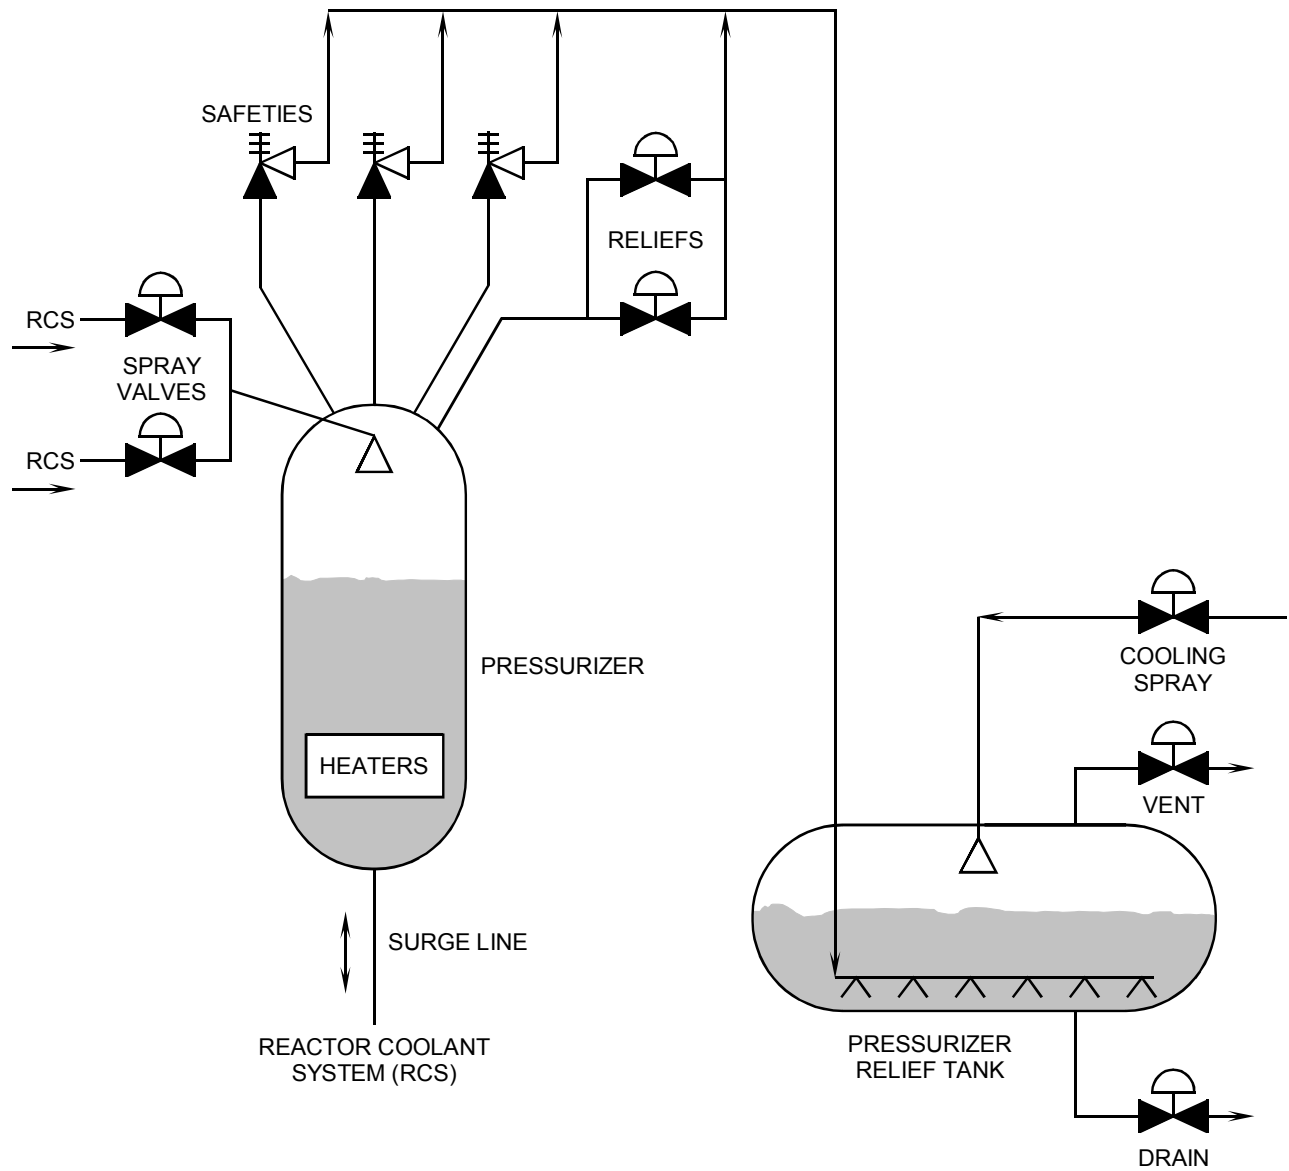 SAFETIES
RELIEFS
RCS
SPRAY
VALVES
RCS
PRESSURIZER
HEATERS
SURGE LINE
REACTOR COOLANT
SYSTEM (RCS)
COOLING
SPRAY
VENT
PRESSURIZER
RELIEF TANK
DRAIN